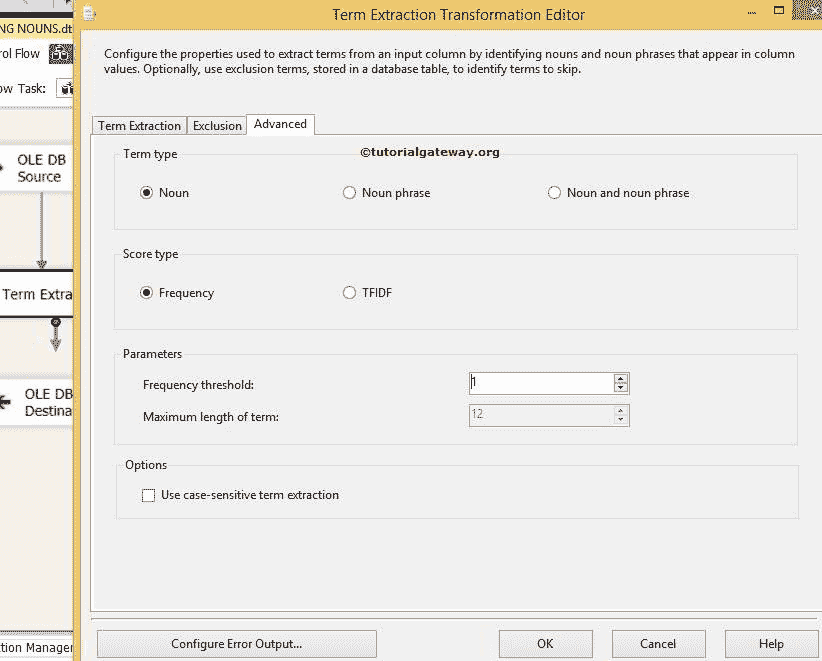 Term Extraction Transformation Editor
NG NOUNS.dt
Configure the properties used to extract terms from an input column by identifying nouns and noun phrases that appear in column
values. Optionally, use exclusion terms, stored in a database table, to identify terms to skip.
rol Flow
ow Task:
Term Extraction
Exclusion
Advanced
©tutorialgateway.org
Term type
Noun
Noun phrase
Noun and noun phrase
OLE DB
Source
Score type
Frequency
TFIDF
Term Extra
Parameters
Frequency threshold:
1
Maximum length of term:
12
OLE DB
Destina
Options
Use case-sensitive term extraction
ction Manager
Configure Error Output...
OK
Cancel
Help